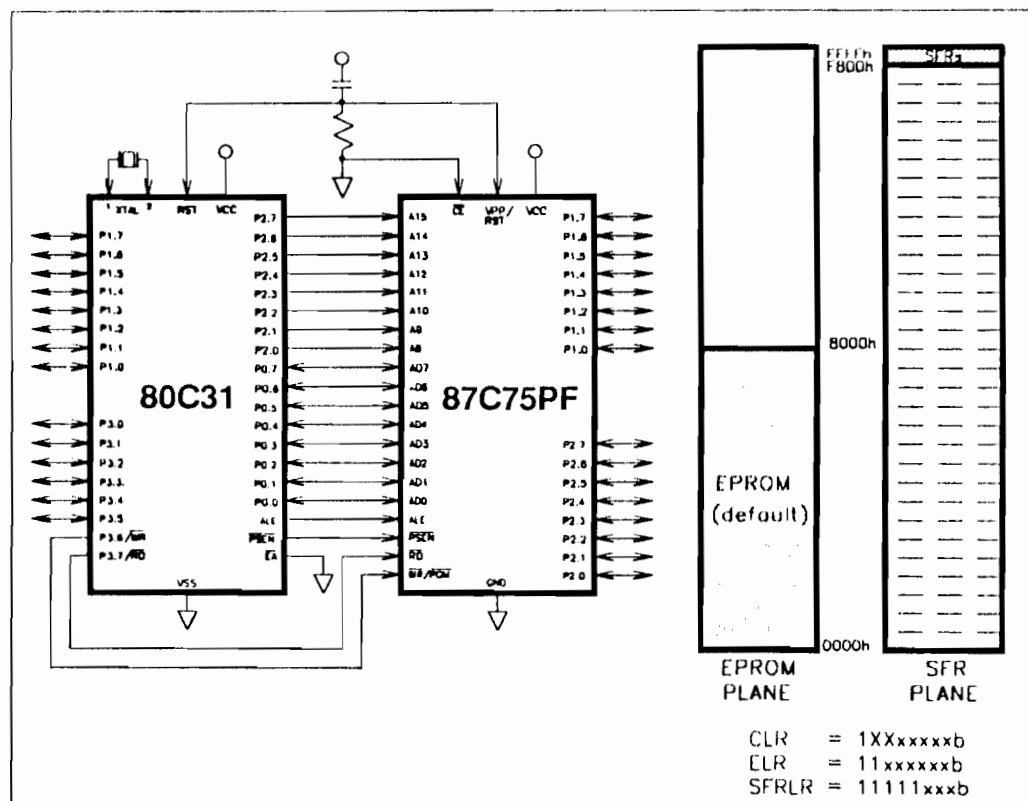 80C31
1 XTAL 2
RST
VCC
P1.7
P1.6
P1.5
P1.4
P1.3
P1.2
P1.1
P1.0
P3.0
P3.1
P3.2
P3.3
P3.4
P3.5
P3.6/WR
P3.7/RD
P2.7
P2.6
P2.5
P2.4
P2.3
P2.2
P2.1
P2.0
P0.7
P0.6
P0.5
P0.4
P0.3
P0.2
P0.1
P0.0
ALE
PSEN
EA
VSS
87C75PF
CE
VPP/
RST
VCC
A15
A14
A13
A12
A11
A10
A9
A8
AD7
AD6
AD5
AD4
AD3
AD2
AD1
AD0
ALE
PSEN
RD
WR/PGM
P1.7
P1.6
P1.5
P1.4
P1.3
P1.2
P1.1
P1.0
P2.7
P2.6
P2.5
P2.4
P2.3
P2.2
P2.1
P2.0
GND
FFFFh
F800h
8000h
0000h
EPROM
(default)
EPROM
PLANE
SFRs
SFR
PLANE
CLR = 1XXxxxxxb
ELR = 11xxxxxxb
SFRLR = 11111xxxb